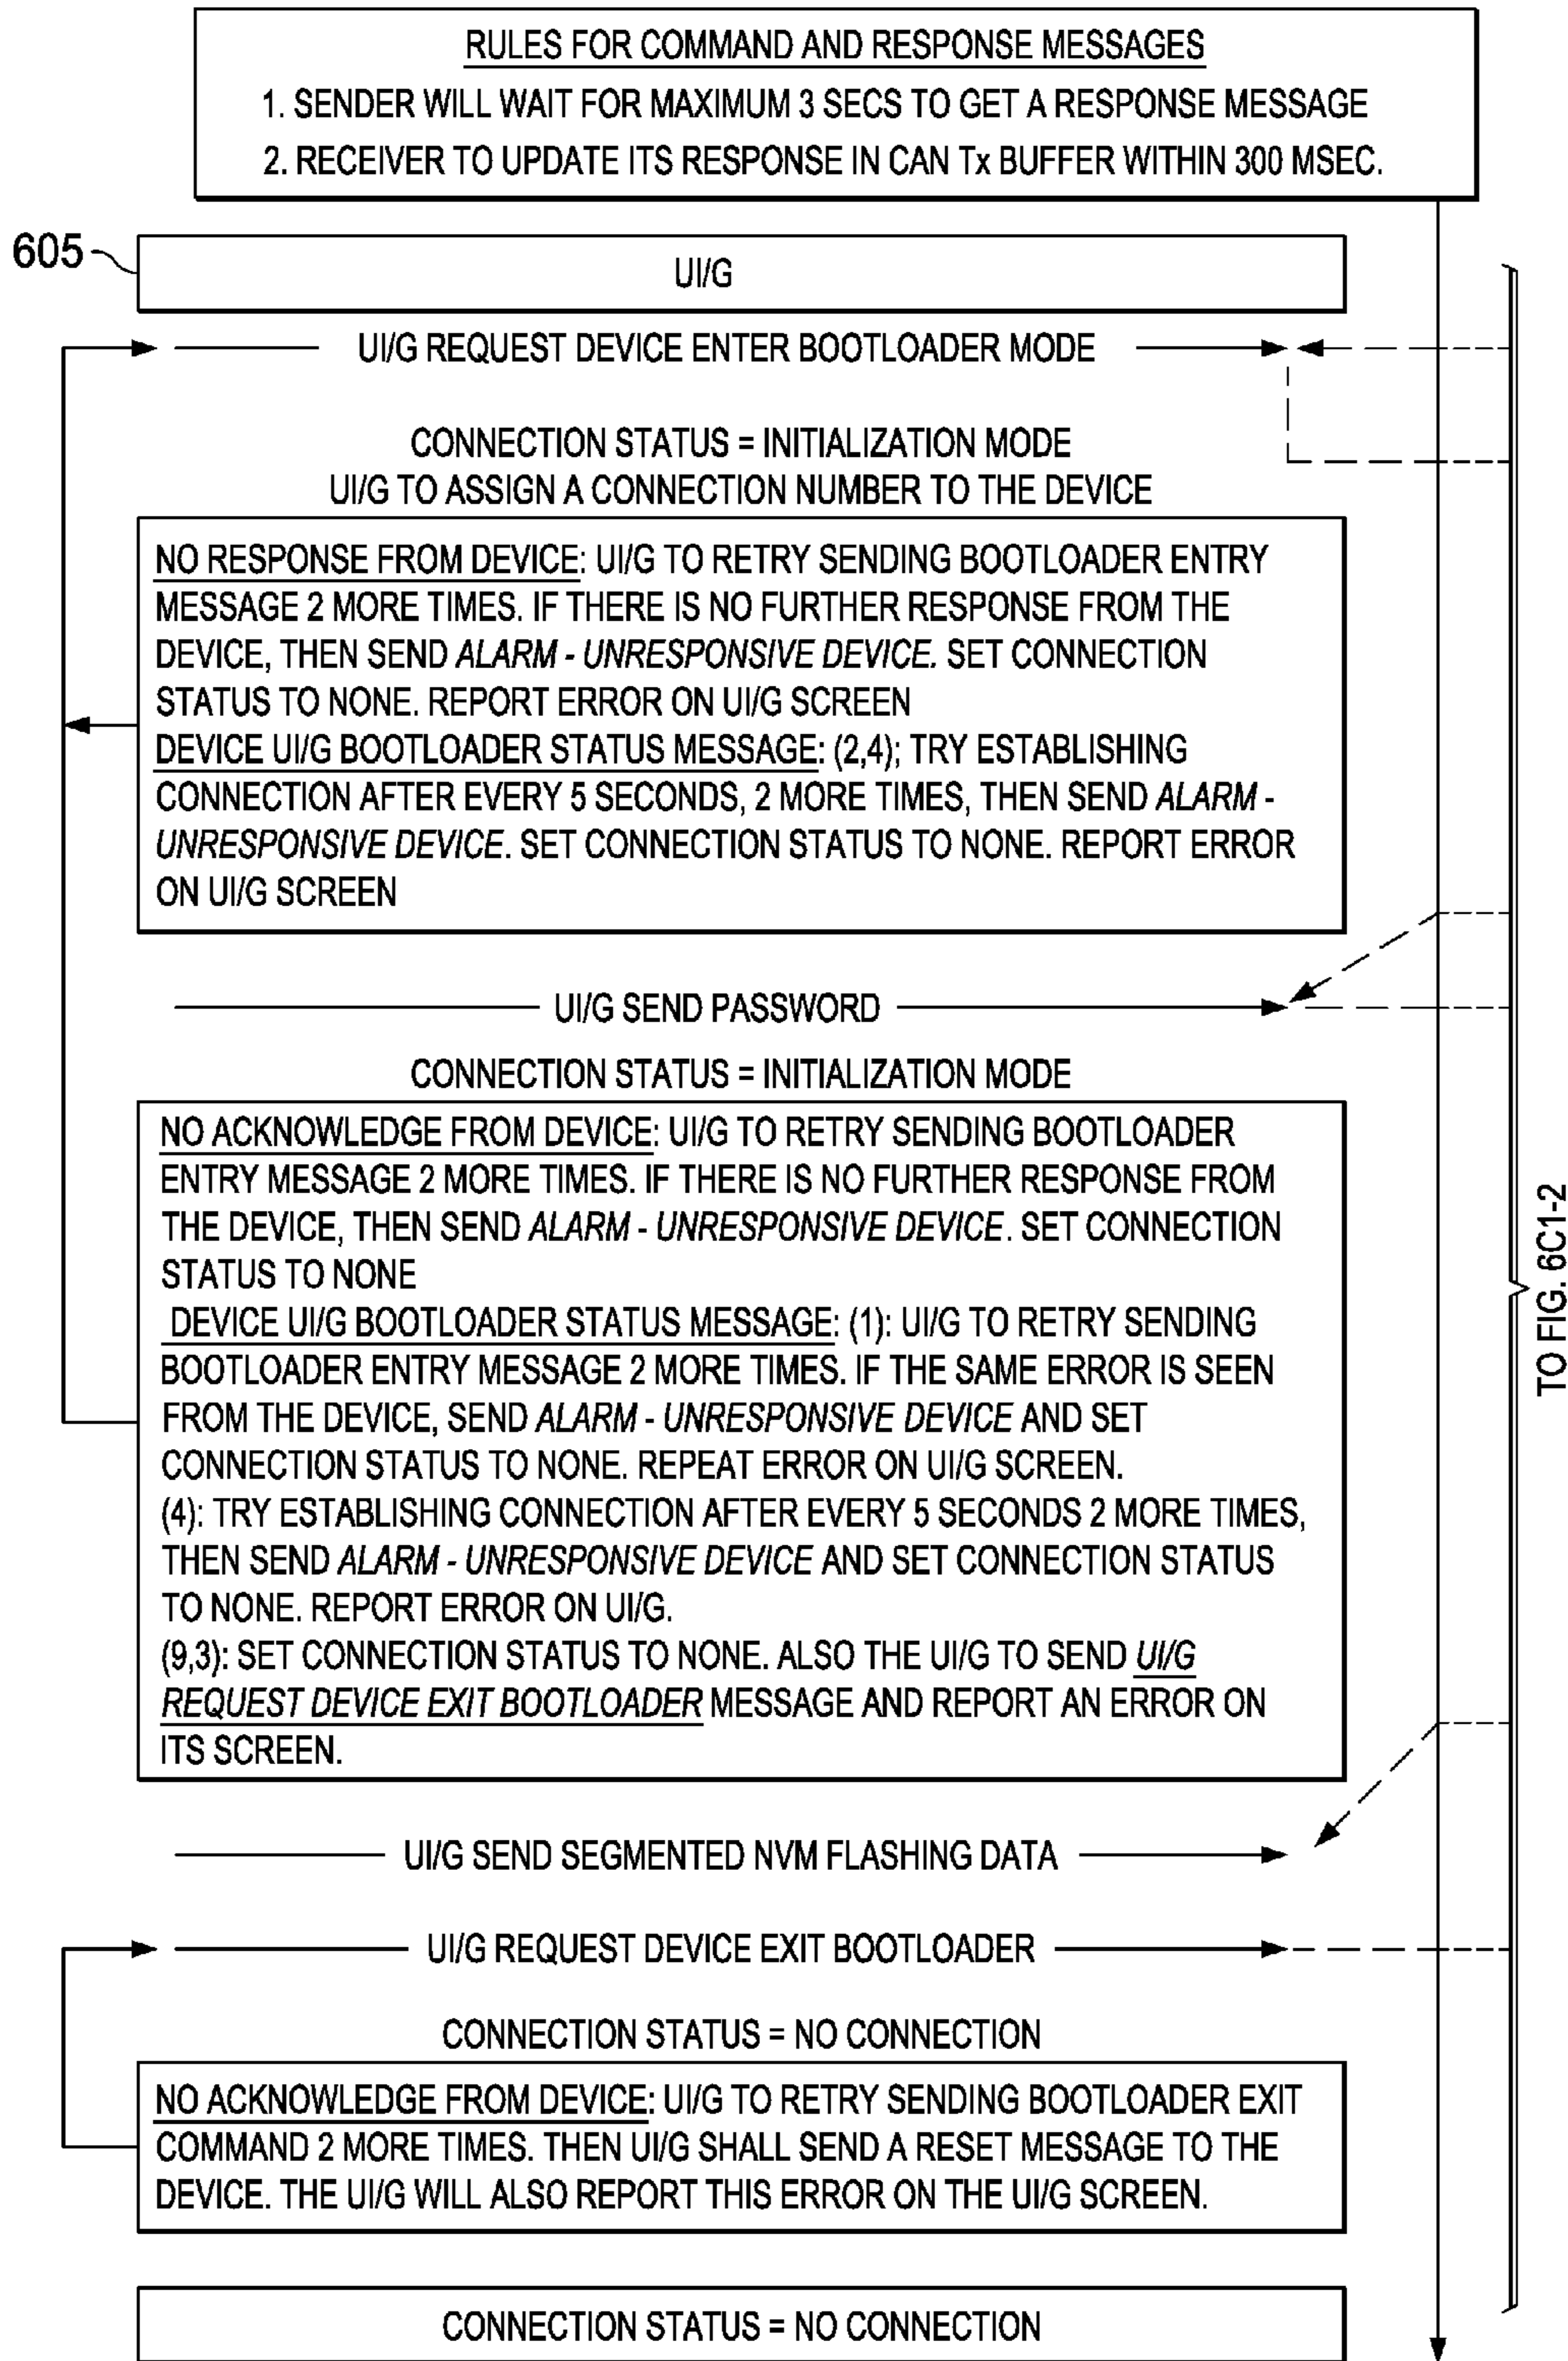 RULES FOR COMMAND AND RESPONSE MESSAGES
1. SENDER WILL WAIT FOR MAXIMUM 3 SECS TO GET A RESPONSE MESSAGE
2. RECEIVER TO UPDATE ITS RESPONSE IN CAN Tx BUFFER WITHIN 300 MSEC.
605
UI/G
UI/G REQUEST DEVICE ENTER BOOTLOADER MODE
CONNECTION STATUS = INITIALIZATION MODE
UI/G TO ASSIGN A CONNECTION NUMBER TO THE DEVICE
NO RESPONSE FROM DEVICE: UI/G TO RETRY SENDING BOOTLOADER ENTRY
MESSAGE 2 MORE TIMES. IF THERE IS NO FURTHER RESPONSE FROM THE
DEVICE, THEN SEND ALARM - UNRESPONSIVE DEVICE. SET CONNECTION
STATUS TO NONE. REPORT ERROR ON UI/G SCREEN
DEVICE UI/G BOOTLOADER STATUS MESSAGE: (2,4); TRY ESTABLISHING
CONNECTION AFTER EVERY 5 SECONDS, 2 MORE TIMES, THEN SEND ALARM -
UNRESPONSIVE DEVICE. SET CONNECTION STATUS TO NONE. REPORT ERROR
ON UI/G SCREEN
UI/G SEND PASSWORD
CONNECTION STATUS = INITIALIZATION MODE
NO ACKNOWLEDGE FROM DEVICE: UI/G TO RETRY SENDING BOOTLOADER
ENTRY MESSAGE 2 MORE TIMES. IF THERE IS NO FURTHER RESPONSE FROM
THE DEVICE, THEN SEND ALARM - UNRESPONSIVE DEVICE. SET CONNECTION
STATUS TO NONE
DEVICE UI/G BOOTLOADER STATUS MESSAGE: (1): UI/G TO RETRY SENDING
BOOTLOADER ENTRY MESSAGE 2 MORE TIMES. IF THE SAME ERROR IS SEEN
FROM THE DEVICE, SEND ALARM - UNRESPONSIVE DEVICE AND SET
CONNECTION STATUS TO NONE. REPEAT ERROR ON UI/G SCREEN.
(4): TRY ESTABLISHING CONNECTION AFTER EVERY 5 SECONDS 2 MORE TIMES,
THEN SEND ALARM - UNRESPONSIVE DEVICE AND SET CONNECTION STATUS
TO NONE. REPORT ERROR ON UI/G.
(9,3): SET CONNECTION STATUS TO NONE. ALSO THE UI/G TO SEND UI/G
REQUEST DEVICE EXIT BOOTLOADER MESSAGE AND REPORT AN ERROR ON
ITS SCREEN.
UI/G SEND SEGMENTED NVM FLASHING DATA
UI/G REQUEST DEVICE EXIT BOOTLOADER
CONNECTION STATUS = NO CONNECTION
NO ACKNOWLEDGE FROM DEVICE: UI/G TO RETRY SENDING BOOTLOADER EXIT
COMMAND 2 MORE TIMES. THEN UI/G SHALL SEND A RESET MESSAGE TO THE
DEVICE. THE UI/G WILL ALSO REPORT THIS ERROR ON THE UI/G SCREEN.
CONNECTION STATUS = NO CONNECTION
TO FIG. 6C1-2